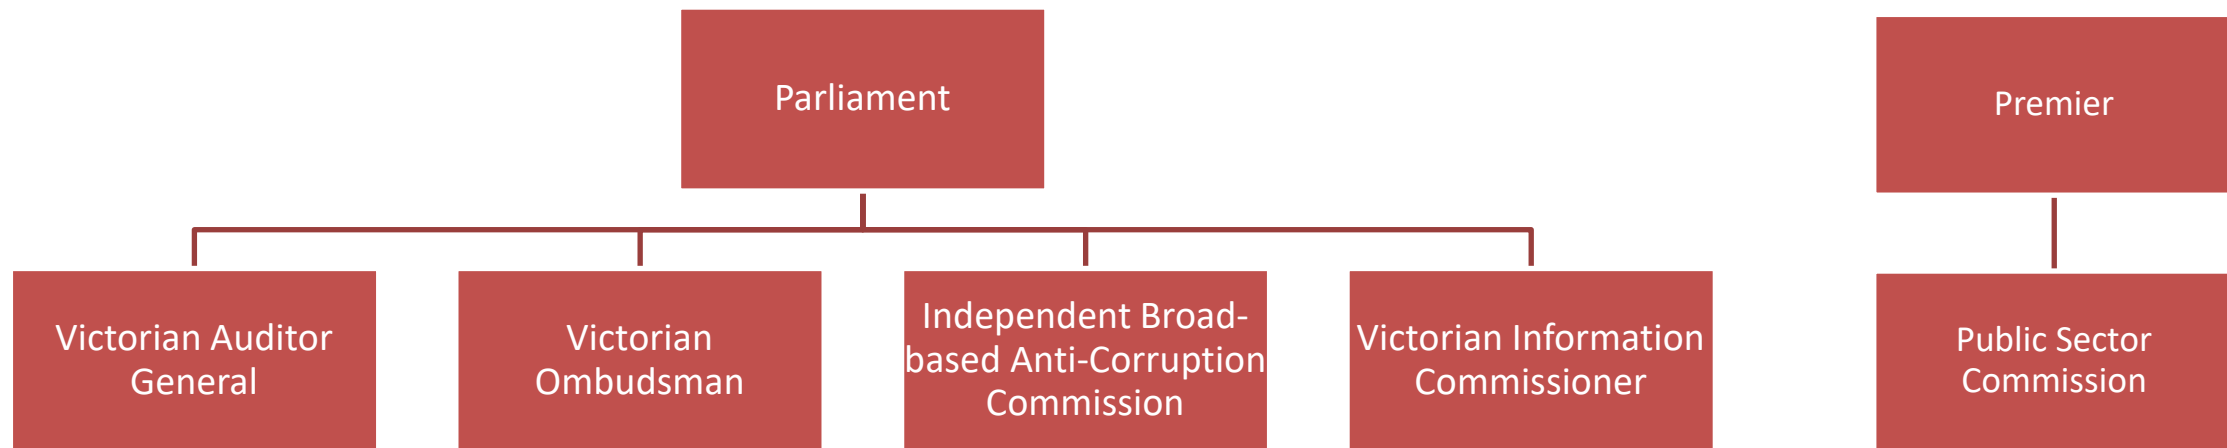 Parliament
Premier
Victorian Auditor
General
Victorian
Ombudsman
Independent Broad-
based Anti-Corruption
Commission
Victorian Information
Commissioner
Public Sector
Commission